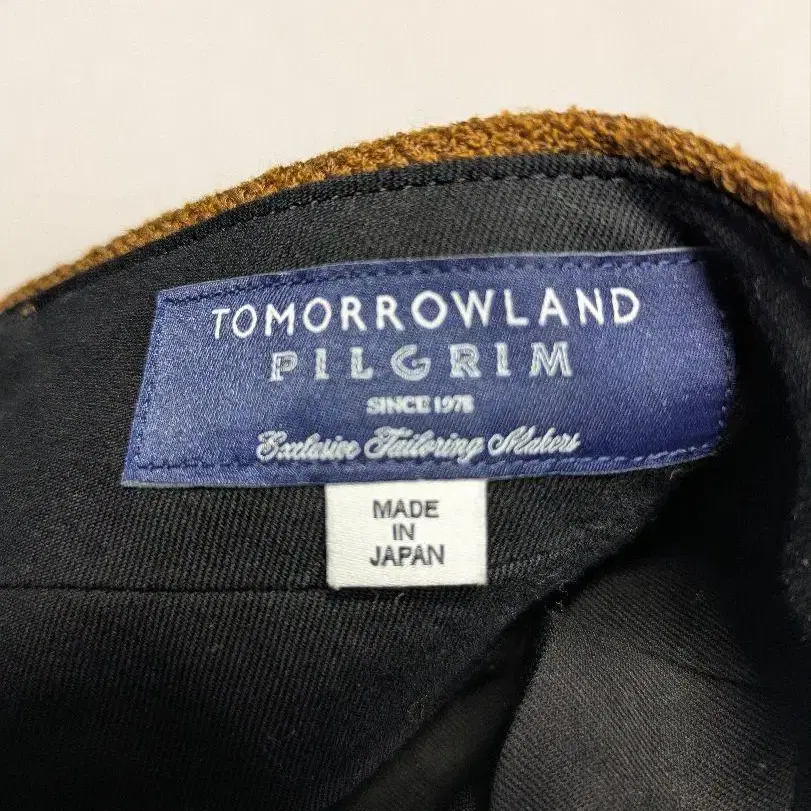 TOMORROWLAND
PILGRIM
SINCE 1978
Exclusive Tailoring Makers
MADE
IN
JAPAN